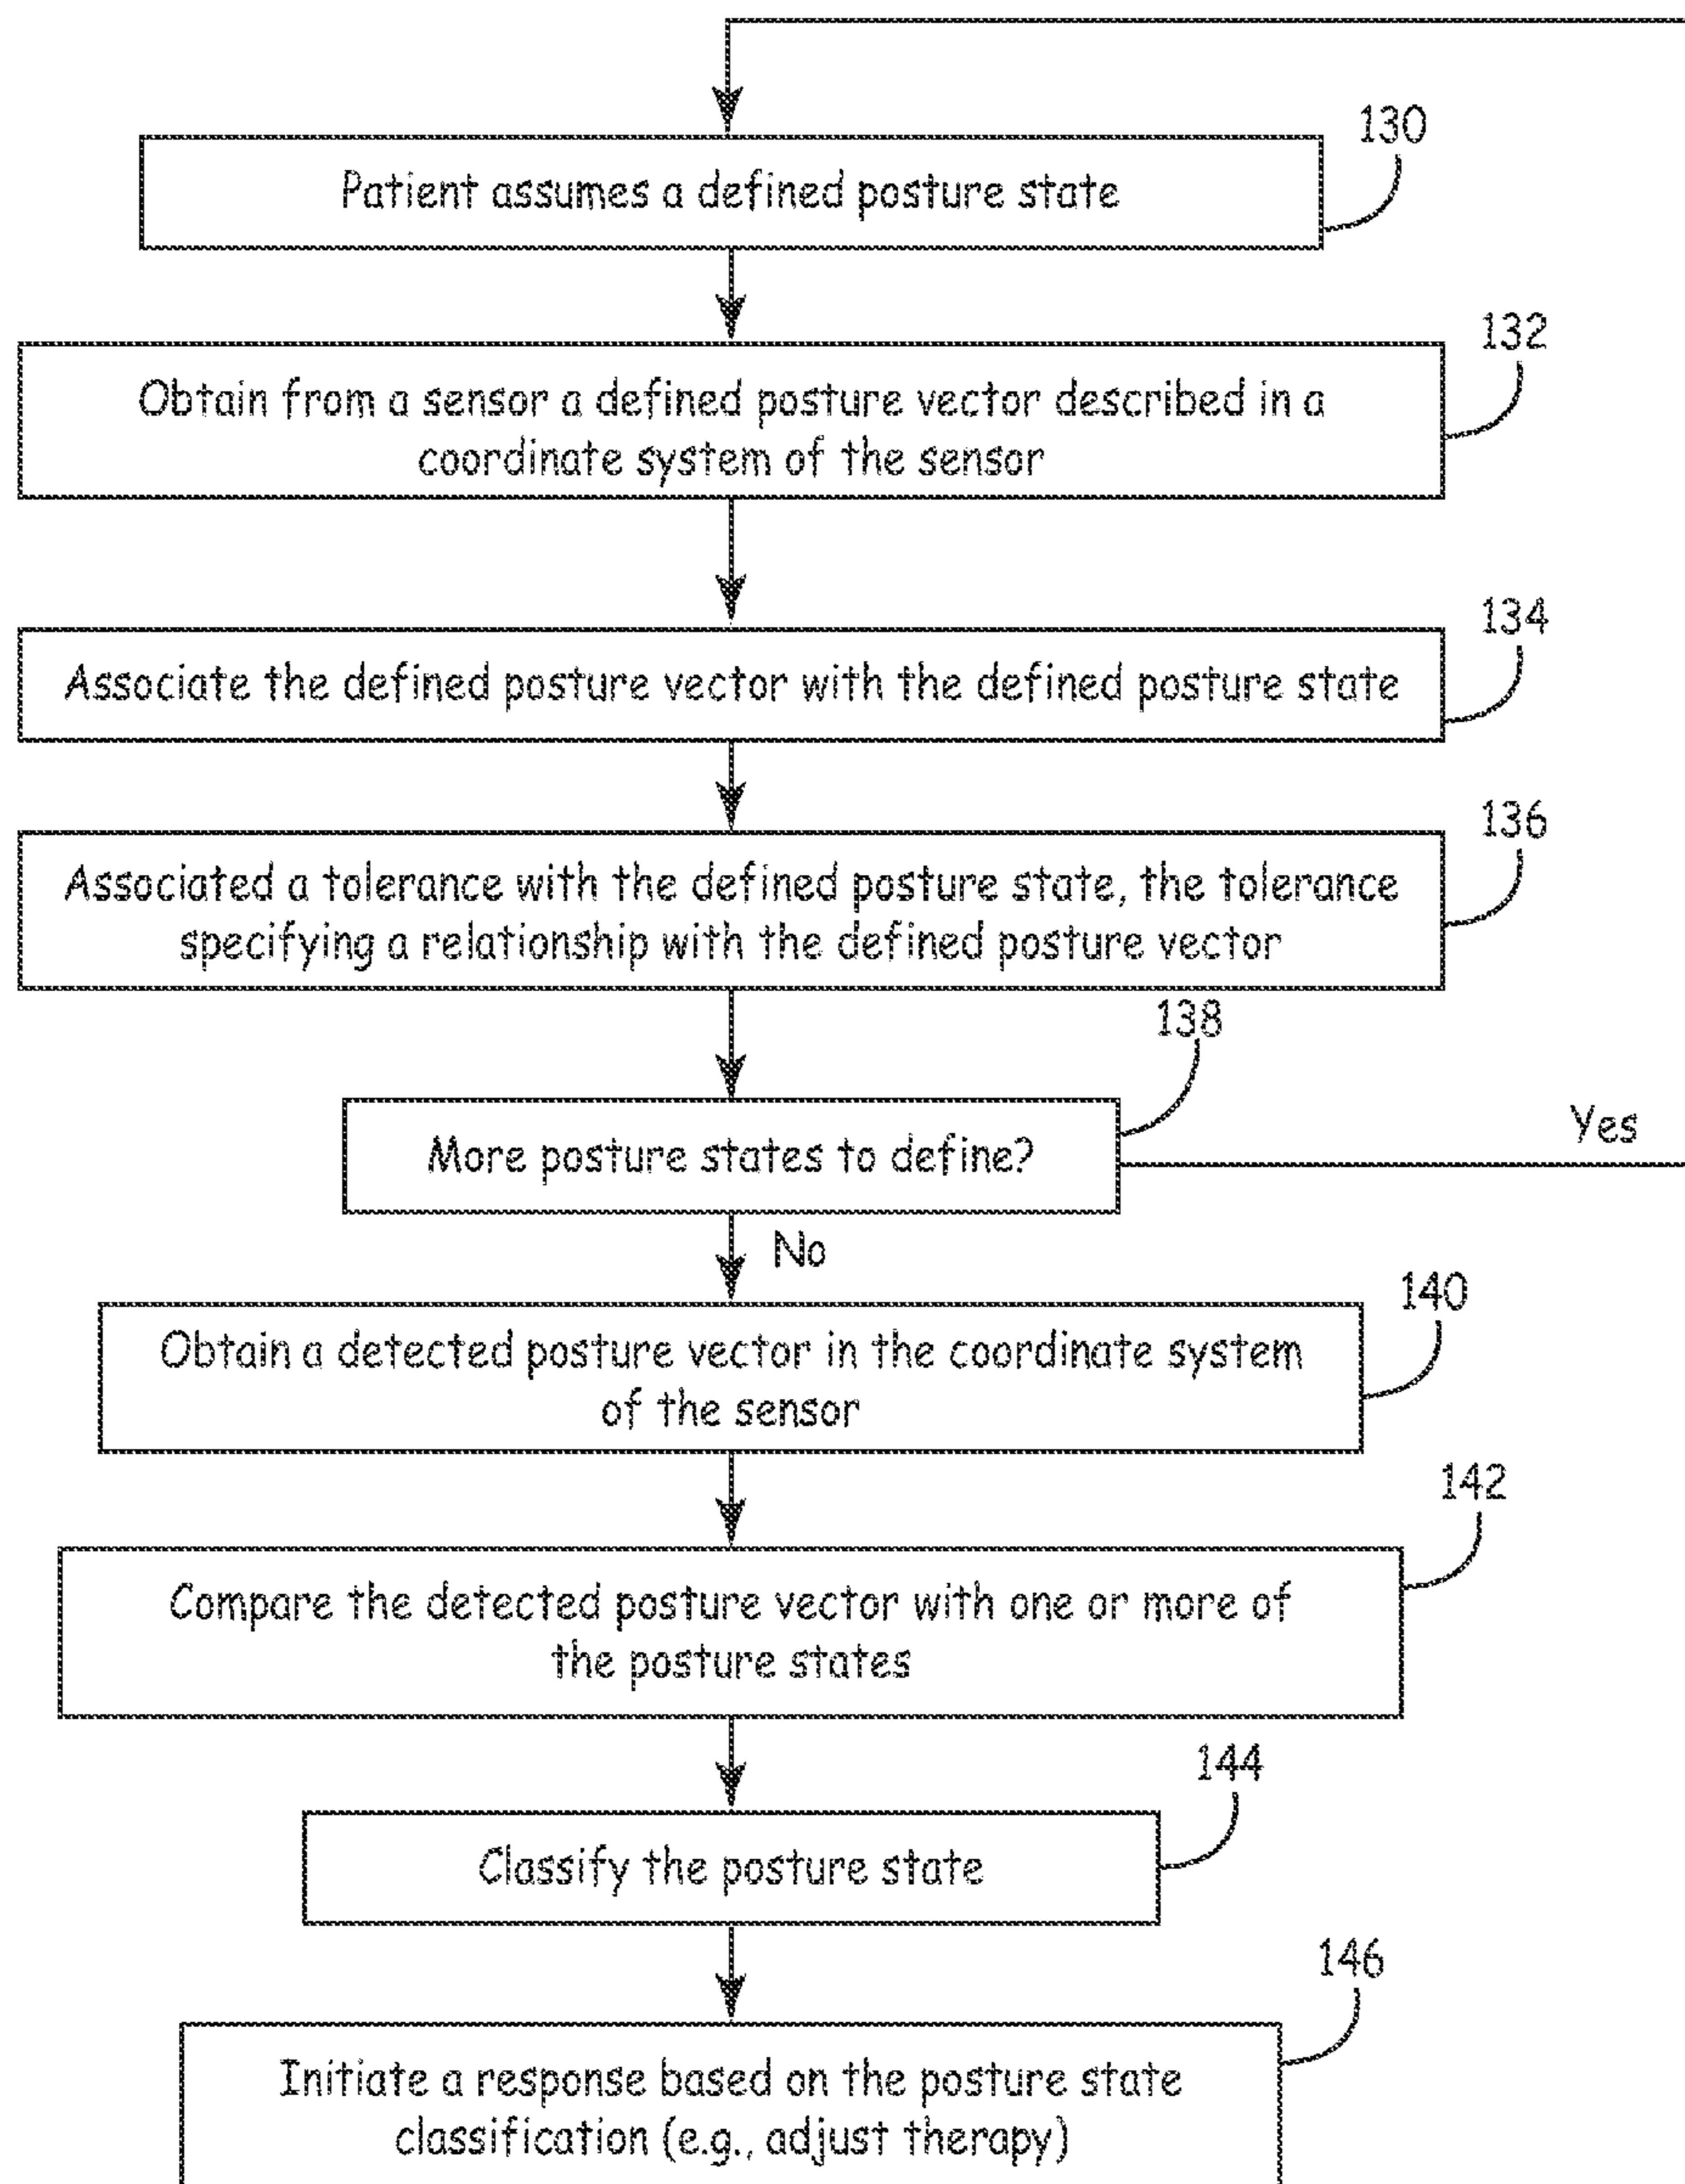 130
Patient assumes a defined posture state
132
Obtain from a sensor a defined posture vector described in a
coordinate system of the sensor
134
Associate the defined posture vector with the defined posture state
136
Associated a tolerance with the defined posture state, the tolerance
specifying a relationship with the defined posture vector
138
More posture states to define?
Yes
No
140
Obtain a detected posture vector in the coordinate system
of the sensor
142
Compare the detected posture vector with one or more of
the posture states
144
Classify the posture state
146
Initiate a response based on the posture state
classification (e.g., adjust therapy)